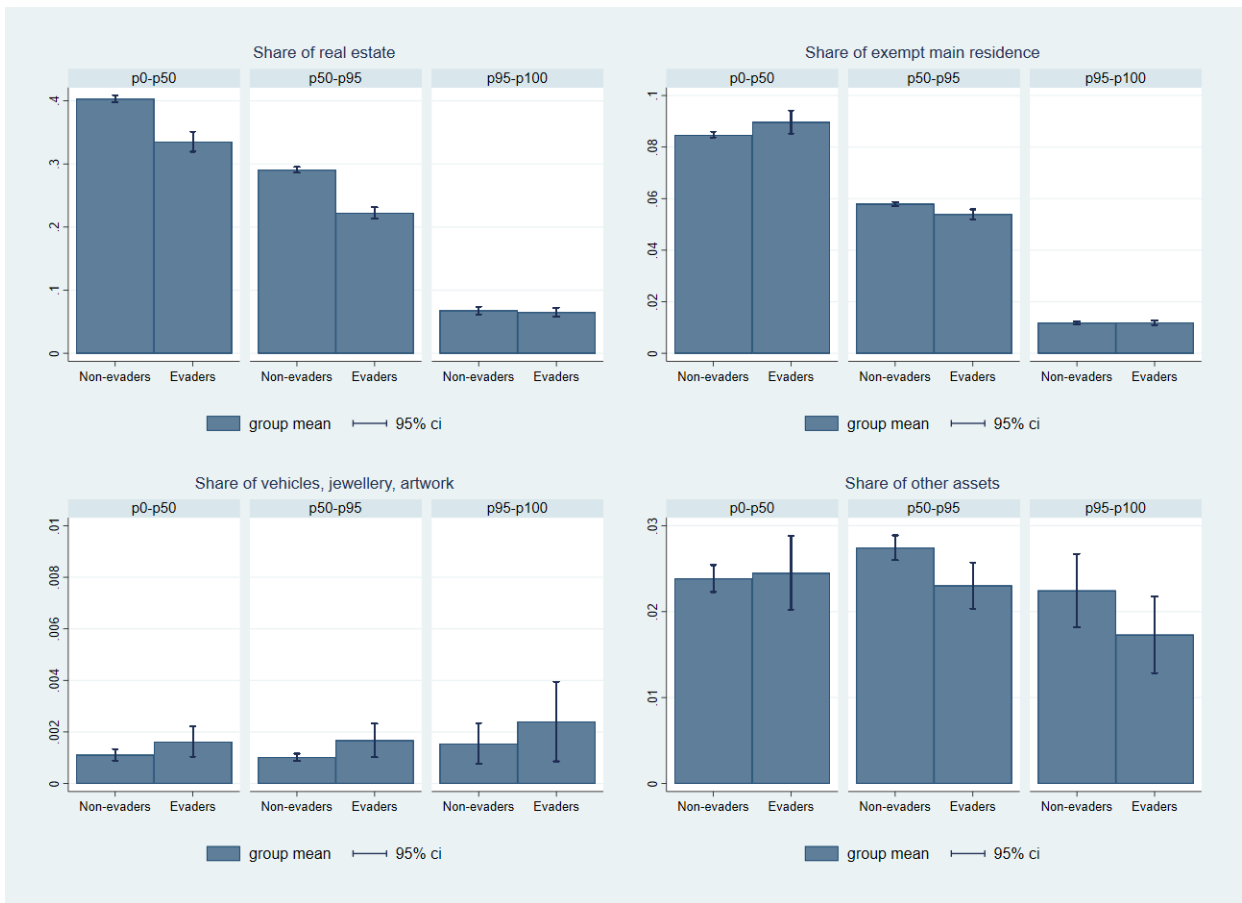 Share of real estate
p0-p50 p50-p95 p95-p100
.4
.3
.2
.1
0
Non-evaders Evaders Non-evaders Evaders Non-evaders Evaders
group mean 95% ci
Share of exempt main residence
p0-p50 p50-p95 p95-p100
.1
.08
.06
.04
.02
0
Non-evaders Evaders Non-evaders Evaders Non-evaders Evaders
group mean 95% ci
Share of vehicles, jewellery, artwork
p0-p50 p50-p95 p95-p100
.01
.008
.006
.004
.002
0
Non-evaders Evaders Non-evaders Evaders Non-evaders Evaders
group mean 95% ci
Share of other assets
p0-p50 p50-p95 p95-p100
.03
.02
.01
0
Non-evaders Evaders Non-evaders Evaders Non-evaders Evaders
group mean 95% ci